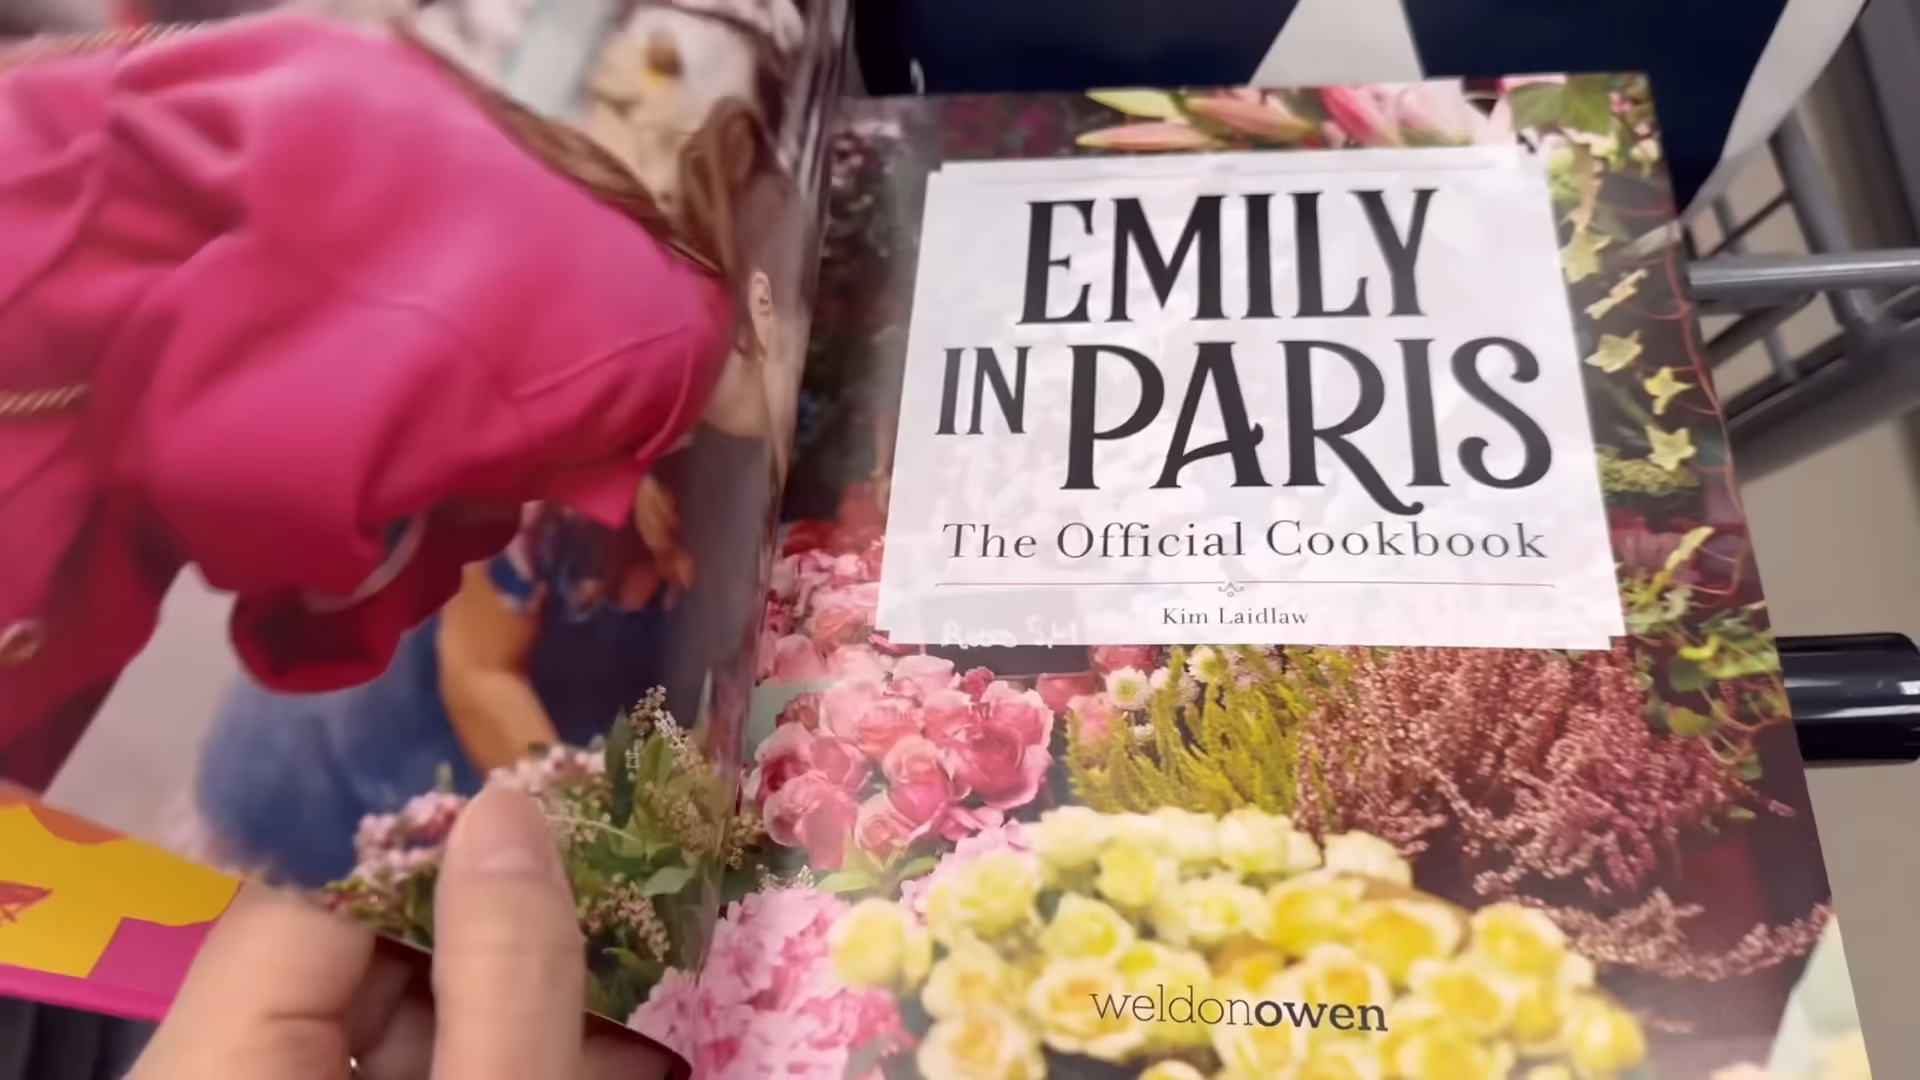 EMILY
IN PARIS
The Official Cookbook
Kim Laidlaw
weldonowen